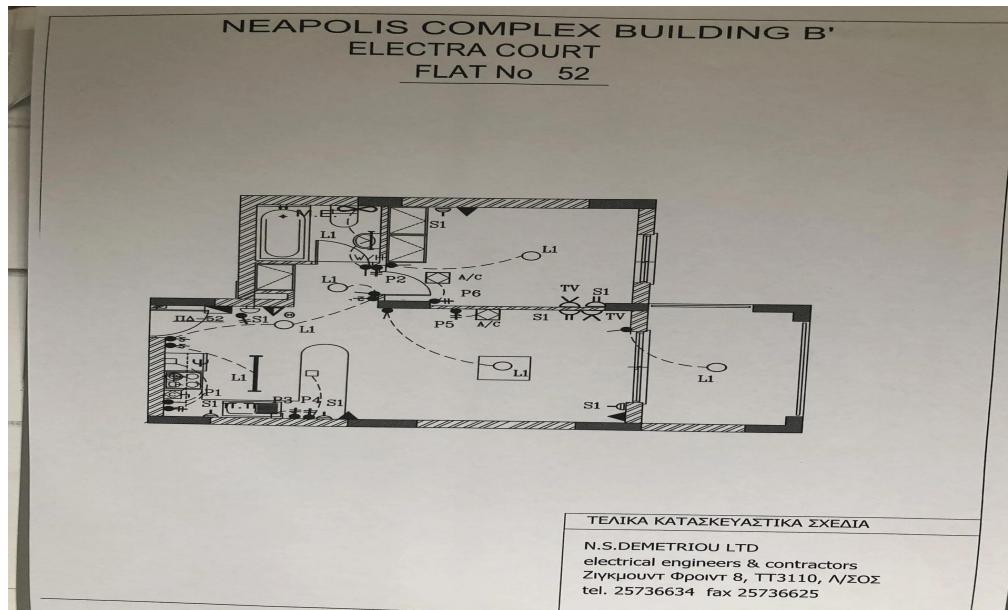 NEAPOLIS COMPLEX BUILDING B'
ELECTRA COURT
FLAT No 52
M.E.
S1
L1
W/H
L1
P2
A/C
L1
P6
TV
S1
ΠΔ-52
S1
L1
P5
A/C
S1
TV
L1
L1
L1
P1
S1
P3
P4
S1
S1
ΤΕΛΙΚΑ ΚΑΤΑΣΚΕΥΑΣΤΙΚΑ ΣΧΕΔΙΑ
N.S.DEMETRIOU LTD
electrical engineers & contractors
Ζιγκμουντ Φροιντ 8, ΤΤ3110, Λ/ΣΟΣ
tel. 25736634 fax 25736625